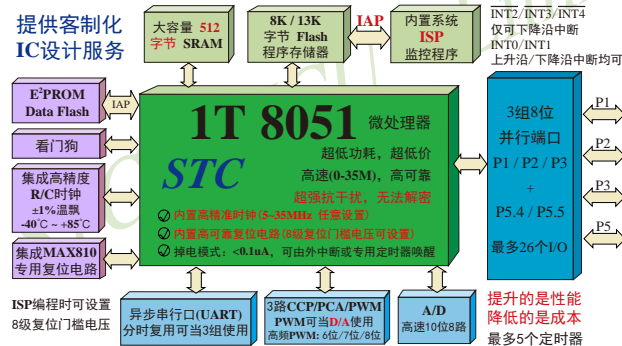 提供客制化
IC设计服务
大容量 512
字节 SRAM
8K / 13K
字节 Flash
程序存储器
IAP
内置系统
ISP
监控程序
INT2/INT3/INT4
仅可下降沿中断
INT0/INT1
上升沿/下降沿中断均可
E²PROM
Data Flash
IAP
看门狗
集成高精度
R/C时钟
±1%温飘
-40℃ ~ +85℃
集成MAX810
专用复位电路
1T 8051 微处理器
STC
超低功耗，超低价
高速(0-35M)，高可靠
超强抗干扰，无法解密
内置高精准时钟(5~35MHz 任意设置)
内置高可靠复位电路(8级复位门槛电压可设置)
掉电模式：<0.1uA，可由外中断或专用定时器唤醒
3组8位
并行端口
P1 / P2 / P3
+
P5.4 / P5.5
最多26个I/O
P1
P2
P3
P5
ISP编程时可设置
8级复位门槛电压
异步串行口(UART)
分时复用可当3组使用
3路CCP/PCA/PWM
PWM可当D/A使用
高频PWM: 6位/7位/8位
A/D
高速10位8路
提升的是性能
降低的是成本
最多5个定时器